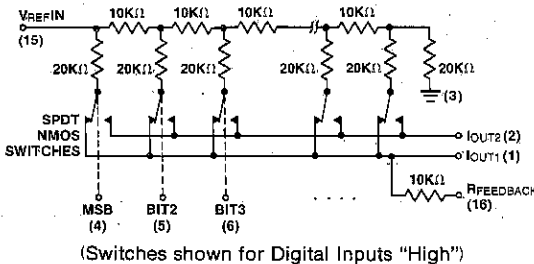 VREFIN
(15)
10KΩ 10KΩ 10KΩ 10KΩ
20KΩ 20KΩ 20KΩ 20KΩ 20KΩ 20KΩ
(3)
SPDT
NMOS
SWITCHES
IOUT2 (2)
IOUT1 (1)
10KΩ
RFEEDBACK
(16)
MSB BIT2 BIT3 . . . . .
(4) (5) (6)
(Switches shown for Digital Inputs "High")